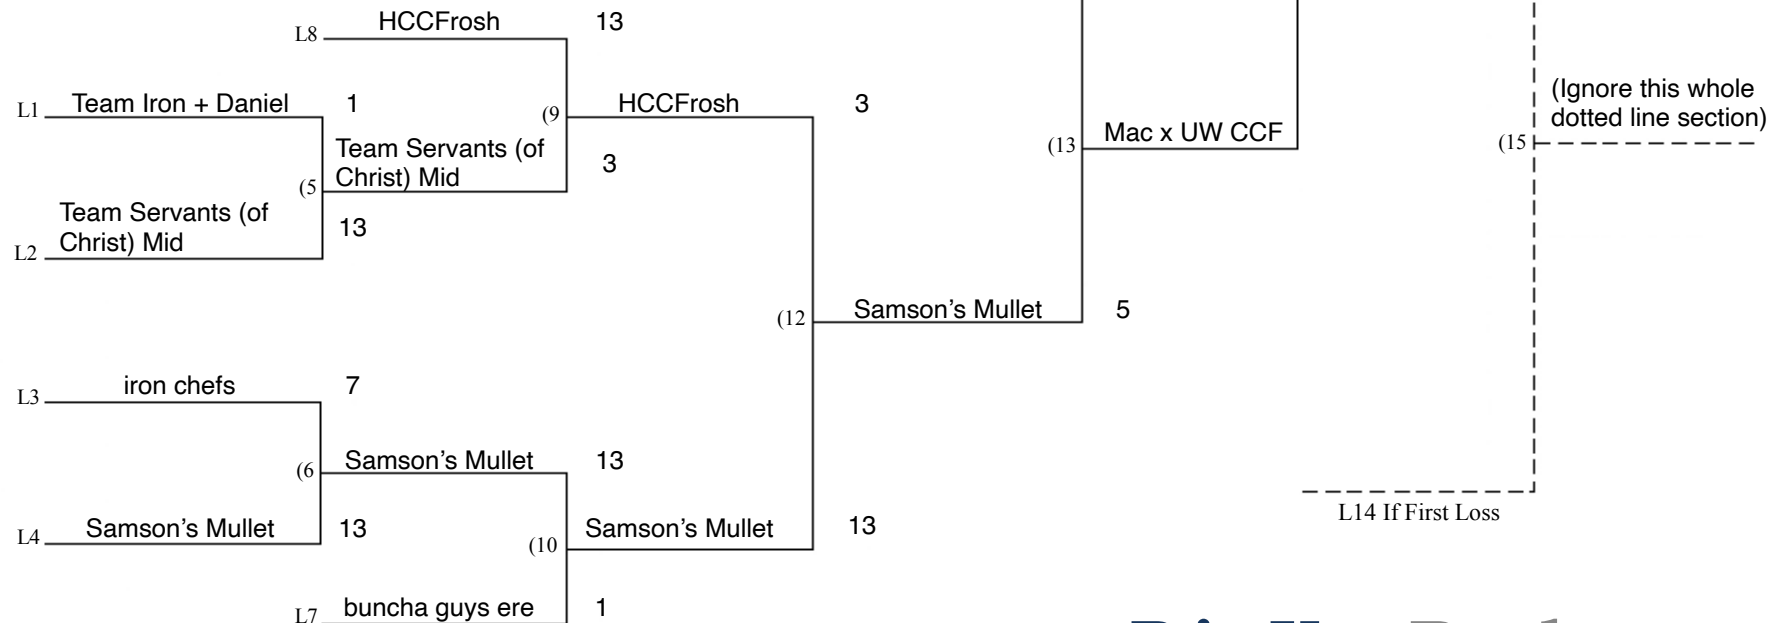 HCCFrosh 13
L8
L1 Team Iron + Daniel 1
(9 HCCFrosh 3
(Ignore this whole
dotted line section)
(13 Mac x UW CCF
(15
Team Servants (of
Christ) Mid
3
(5
Team Servants (of
Christ) Mid
13
L2
(12 Samson’s Mullet 5
L3 iron chefs 7
(6 Samson’s Mullet 13
L4 Samson’s Mullet 13
(10 Samson’s Mullet 13
L14 If First Loss
L7 buncha guys ere 1